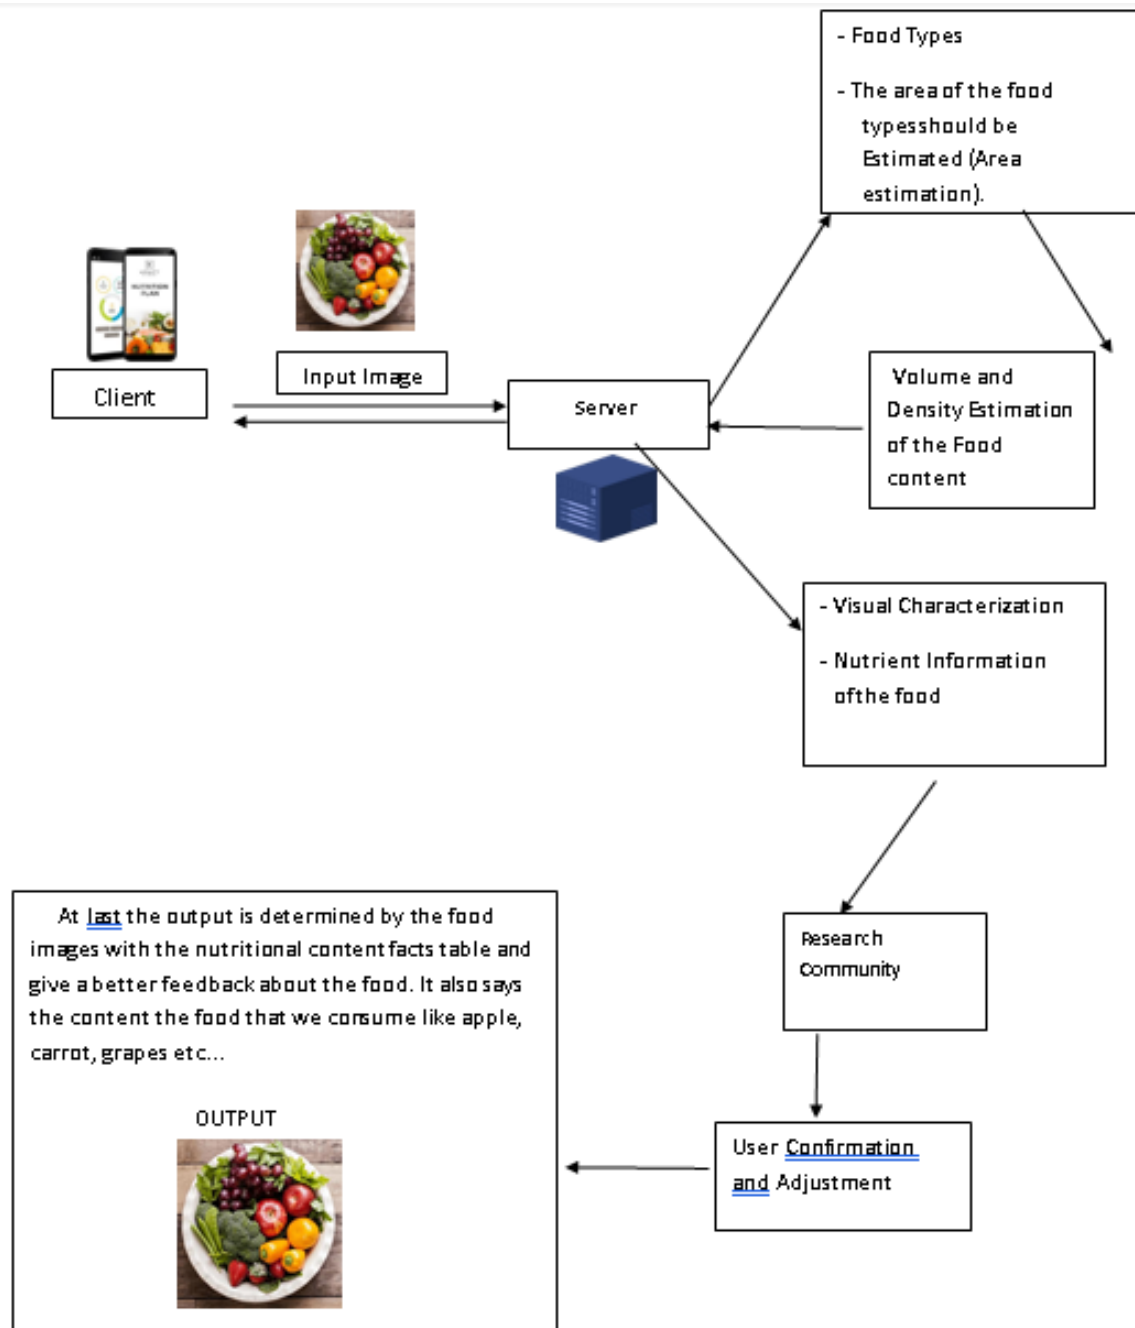 - Food Types
- The area of the food
typesshould be
Estimated (Area
estimation).
NUTRITION
PLAN
Input Image
Client
Server
Volume and
Density Estimation
of the Food
content
- Visual Characterization
- Nutrient Information
ofthe food
Research
Community
User Confirmation
and Adjustment
At last the output is determined by the food
images with the nutritional content facts table and
give a better feedback about the food. It also says
the content the food that we consume like apple,
carrot, grapes etc...
OUTPUT